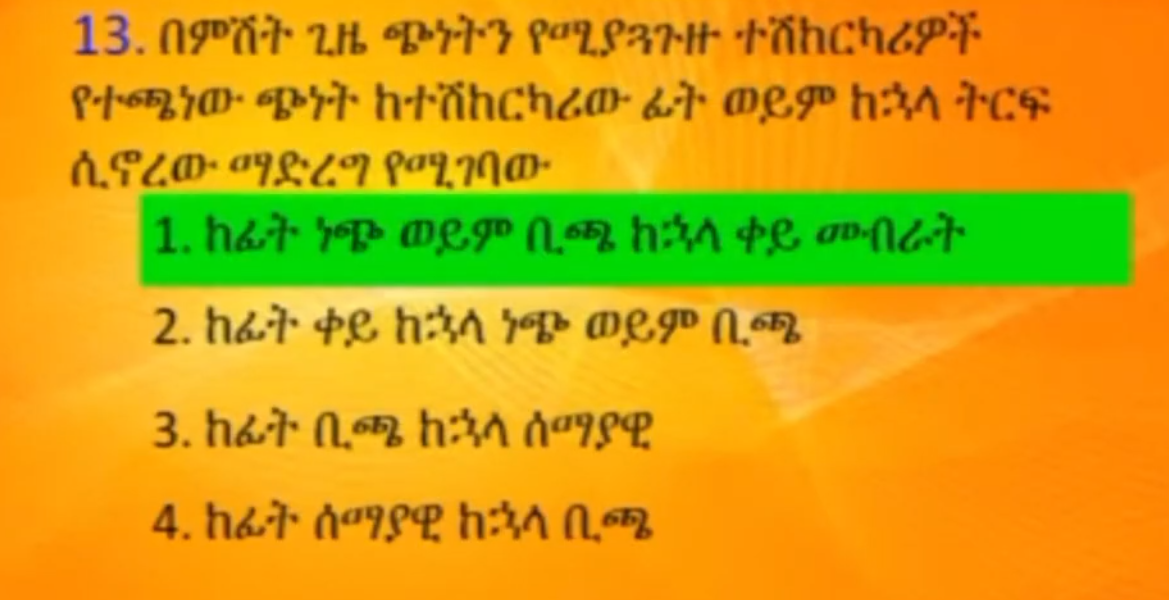 13. በምሽት ጊዜ ጭነትን የሚያጓጉዙ ተሽከርካሪዎች
የተጫነው ጭነት ከተሽከርካሪው ፊት ወይም ከኋላ ትርፍ
ሲኖረው ማድረግ የሚገባው
1. ከፊት ነጭ ወይም ቢጫ ከኋላ ቀይ መብራት
2. ከፊት ቀይ ከኋላ ነጭ ወይም ቢጫ
3. ከፊት ቢጫ ከኋላ ሰማያዊ
4. ከፊት ሰማያዊ ከኋላ ቢጫ